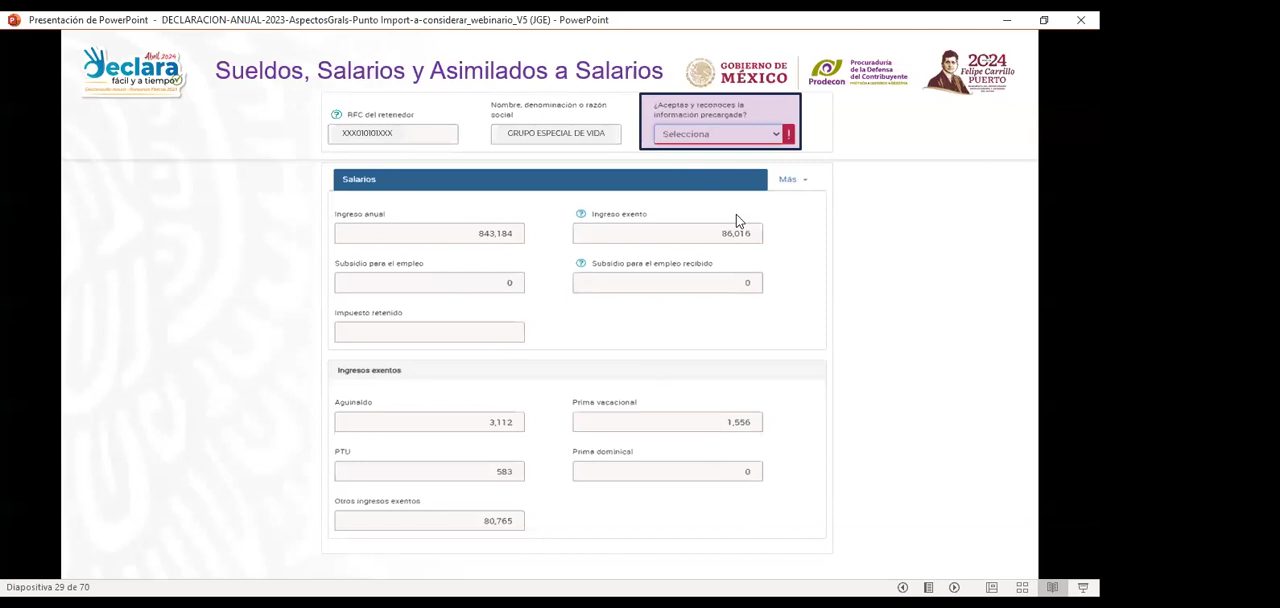 Presentación de PowerPoint - DECLARACION-ANUAL-2023-AspectosGrals-Punto Import-a-considerar_webinario_V5 (JGE) - PowerPoint
Abril 2024
Declara
fácil y a tiempo
Sueldos, Salarios y Asimilados a Salarios
GOBIERNO DE
MÉXICO
Prodecon
Procuraduría
de la Defensa
del Contribuyente
2024
Felipe Carrillo
PUERTO
RFC del retenedor
Nombre, denominación o razón
social
¿Aceptas y reconoces la
información precargada?
XXX010101XXX
GRUPO ESPECIAL DE VIDA
Selecciona
!
Salarios
Más
Ingreso anual
Ingreso exento
843,184
86,016
Subsidio para el empleo
Subsidio para el empleo recibido
0
0
Impuesto retenido
Ingresos exentos
Aguinaldo
Prima vacacional
3,112
1,556
PTU
Prima dominical
583
0
Otros ingresos exentos
80,765
Diapositiva 29 de 70